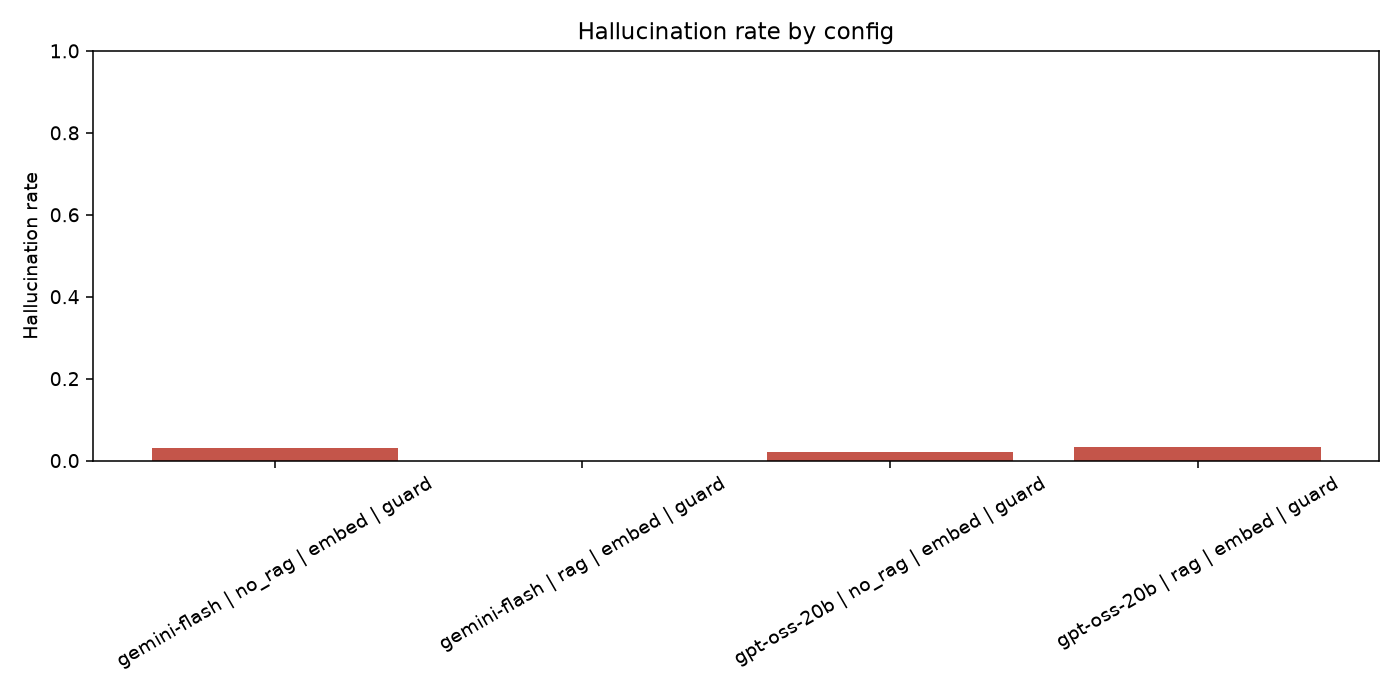 Hallucination rate by config
Hallucination rate
1.0
0.8
0.6
0.4
0.2
0.0
gemini-flash | no_rag | embed | guard
gemini-flash | rag | embed | guard
gpt-oss-20b | no_rag | embed | guard
gpt-oss-20b | rag | embed | guard